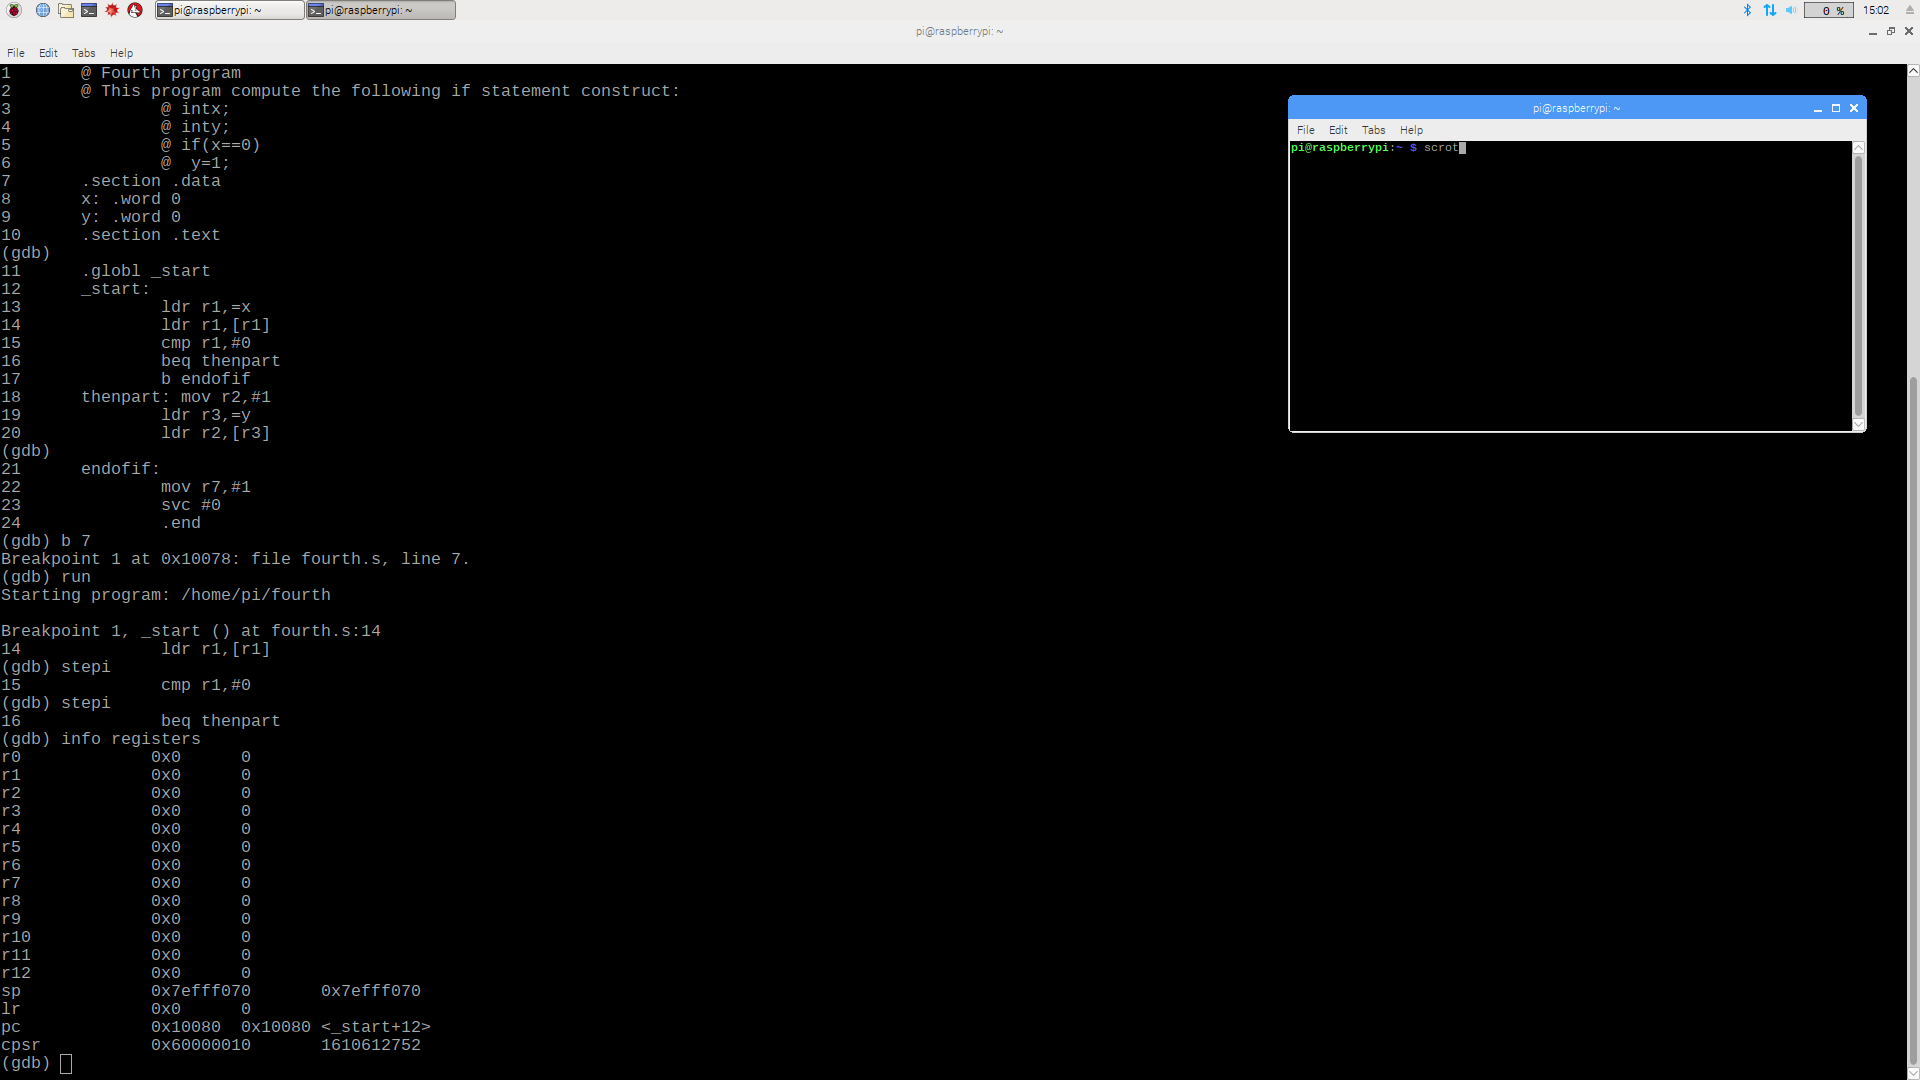 pi@raspberrypi: ~ pi@raspberrypi: ~ 0 % 15:02
pi@raspberrypi: ~
File Edit Tabs Help
1 @ Fourth program
2 @ This program compute the following if statement construct:
3 @ intx;
4 @ inty;
5 @ if(x==0)
6 @  y=1;
7 .section .data
8 x: .word 0
9 y: .word 0
10 .section .text
(gdb)
11 .globl _start
12 _start:
13 ldr r1,=x
14 ldr r1,[r1]
15 cmp r1,#0
16 beq thenpart
17 b endofif
18 thenpart: mov r2,#1
19 ldr r3,=y
20 ldr r2,[r3]
(gdb)
21 endofif:
22 mov r7,#1
23 svc #0
24 .end
(gdb) b 7
Breakpoint 1 at 0x10078: file fourth.s, line 7.
(gdb) run
Starting program: /home/pi/fourth
Breakpoint 1, _start () at fourth.s:14
14 ldr r1,[r1]
(gdb) stepi
15 cmp r1,#0
(gdb) stepi
16 beq thenpart
(gdb) info registers
r0 0x0 0
r1 0x0 0
r2 0x0 0
r3 0x0 0
r4 0x0 0
r5 0x0 0
r6 0x0 0
r7 0x0 0
r8 0x0 0
r9 0x0 0
r10 0x0 0
r11 0x0 0
r12 0x0 0
sp 0x7efff070 0x7efff070
lr 0x0 0
pc 0x10080 0x10080 <_start+12>
cpsr 0x60000010 1610612752
(gdb)
pi@raspberrypi: ~
File Edit Tabs Help
pi@raspberrypi:~ $ scrot